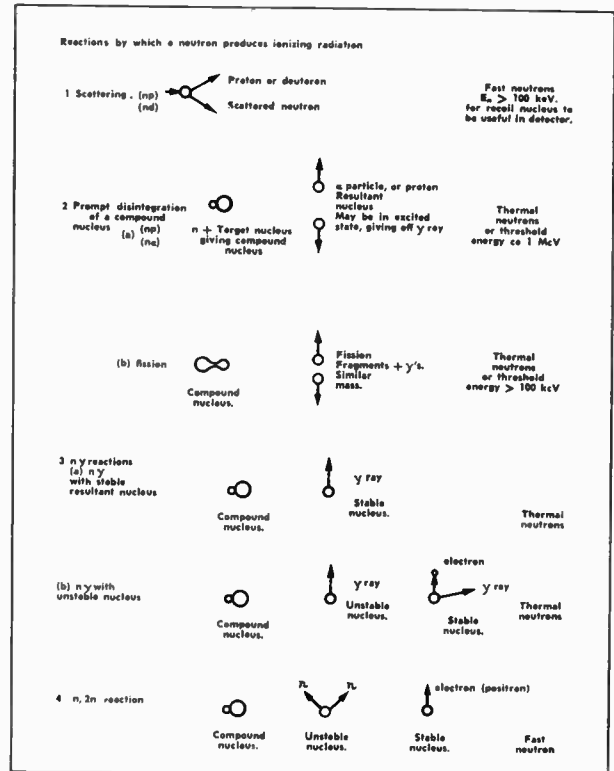 Reactions by which a neutron produces ionizing radiation
Proton or deuteron
1 Scattering. (np)
(nd)
Scattered neutron
Fast neutrons
Eₙ > 100 keV.
for recoil nucleus to
be useful in detector.
2 Prompt disintegration
of a compound
nucleus
(a) (np)
(nα)
n + Target nucleus
giving compound
nucleus
α particle, or proton
Resultant
nucleus
May be in excited
state, giving off γ ray
Thermal
neutrons
or threshold
energy ca 1 MeV
(b) fission
Compound
nucleus.
Fission
Fragments + γ's.
Similar
mass.
Thermal
neutrons
or threshold
energy > 100 keV
3 nγ reactions
(a) nγ
with stable
resultant nucleus
Compound
nucleus.
γ ray
Stable
nucleus.
Thermal
neutrons
(b) nγ with
unstable nucleus
Compound
nucleus.
γ ray
Unstable
nucleus.
electron
γ ray
Stable
nucleus.
Thermal
neutrons
4 n, 2n reaction
Compound
nucleus.
n n
Unstable
nucleus.
electron (positron)
Stable
nucleus.
Fast
neutron